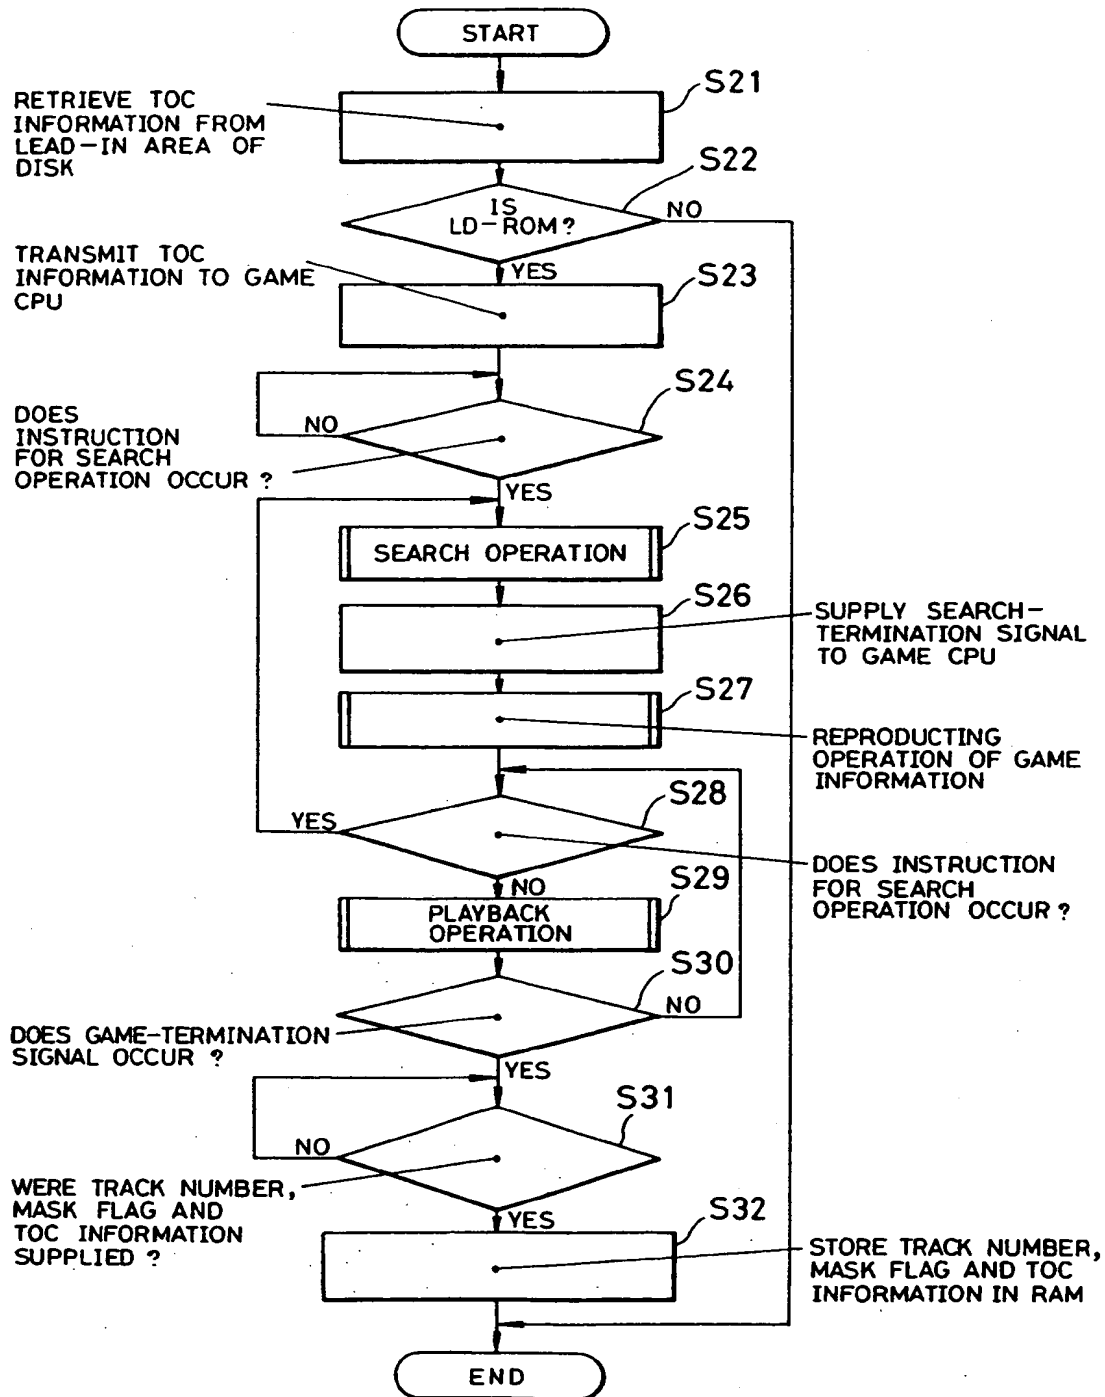 START
S21
RETRIEVE TOC
INFORMATION FROM
LEAD-IN AREA OF
DISK
S22
IS
LD-ROM?
NO
YES
TRANSMIT TOC
INFORMATION TO GAME
CPU
S23
S24
DOES
INSTRUCTION
FOR SEARCH
OPERATION OCCUR ?
NO
YES
S25
SEARCH OPERATION
S26
SUPPLY SEARCH-
TERMINATION SIGNAL
TO GAME CPU
S27
REPRODUCTING
OPERATION OF GAME
INFORMATION
S28
YES
DOES INSTRUCTION
FOR SEARCH
OPERATION OCCUR ?
NO
S29
PLAYBACK
OPERATION
S30
NO
DOES GAME-TERMINATION
SIGNAL OCCUR ?
YES
S31
NO
WERE TRACK NUMBER,
MASK FLAG AND
TOC INFORMATION
SUPPLIED ?
YES
S32
STORE TRACK NUMBER,
MASK FLAG AND TOC
INFORMATION IN RAM
END